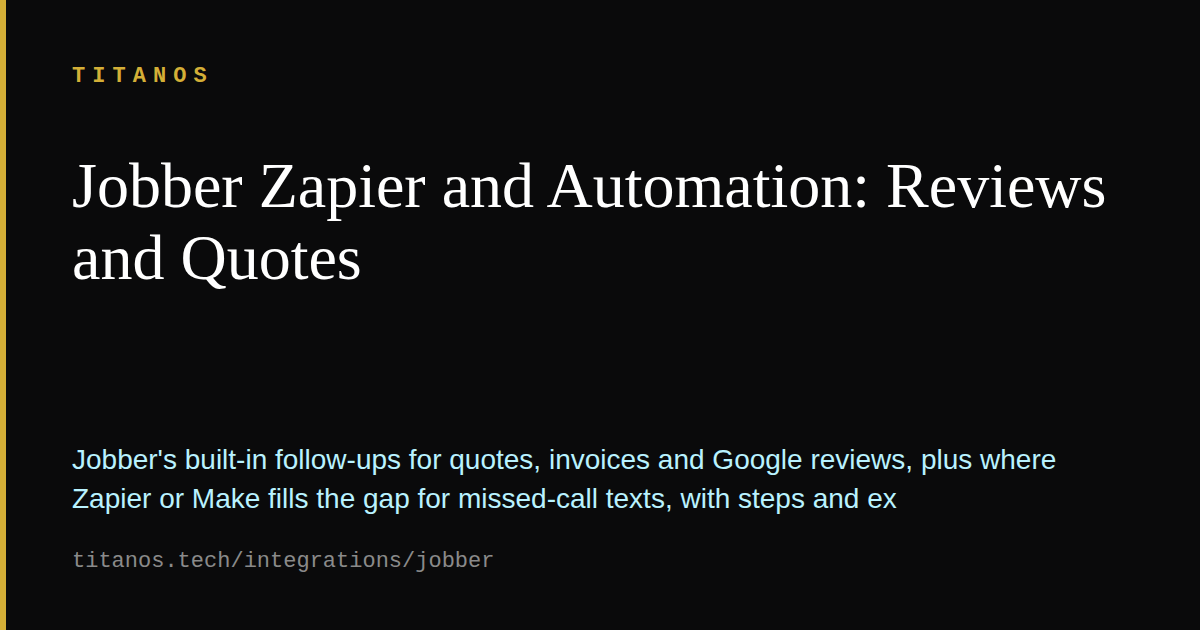 TITANOS
Jobber Zapier and Automation: Reviews
and Quotes
Jobber's built-in follow-ups for quotes, invoices and Google reviews, plus where
Zapier or Make fills the gap for missed-call texts, with steps and ex
titanos.tech/integrations/jobber